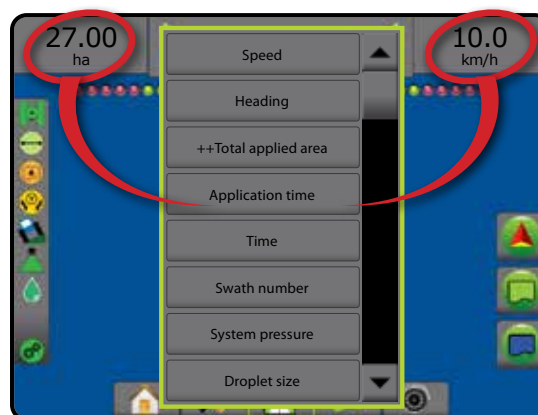 27.00
ha
10.0
km/h
Speed
Heading
++Total applied area
Application time
Time
Swath number
System pressure
Droplet size